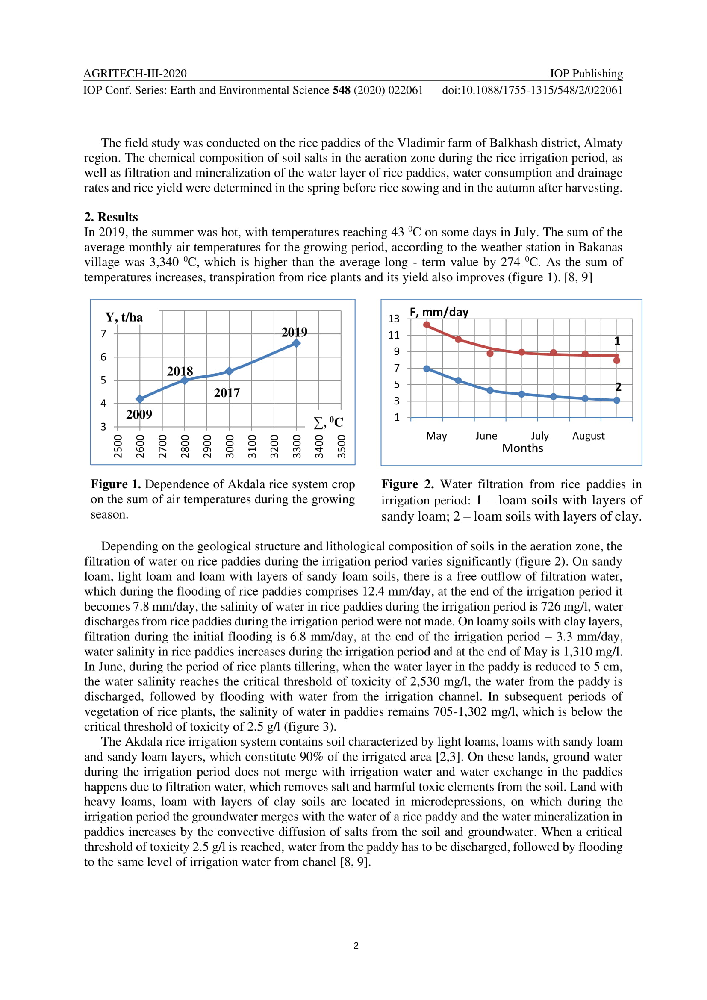 AGRITECH-III-2020 IOP Publishing
IOP Conf. Series: Earth and Environmental Science 548 (2020) 022061 doi:10.1088/1755-1315/548/2/022061
The field study was conducted on the rice paddies of the Vladimir farm of Balkhash district, Almaty
region. The chemical composition of soil salts in the aeration zone during the rice irrigation period, as
well as filtration and mineralization of the water layer of rice paddies, water consumption and drainage
rates and rice yield were determined in the spring before rice sowing and in the autumn after harvesting.
2. Results
In 2019, the summer was hot, with temperatures reaching 43 ⁰C on some days in July. The sum of the
average monthly air temperatures for the growing period, according to the weather station in Bakanas
village was 3,340 ⁰C, which is higher than the average long - term value by 274 ⁰C. As the sum of
temperatures increases, transpiration from rice plants and its yield also improves (figure 1). [8, 9]
Y, t/ha
7
6
5
4
3
2019
2018
2017
2009
∑, ⁰C
2500 2600 2700 2800 2900 3000 3100 3200 3300 3400 3500
Figure 1. Dependence of Akdala rice system crop
on the sum of air temperatures during the growing
season.
F, mm/day
13
11
9
7
5
3
1
1
2
May June July August
Months
Figure 2. Water filtration from rice paddies in
irrigation period: 1 – loam soils with layers of
sandy loam; 2 – loam soils with layers of clay.
Depending on the geological structure and lithological composition of soils in the aeration zone, the
filtration of water on rice paddies during the irrigation period varies significantly (figure 2). On sandy
loam, light loam and loam with layers of sandy loam soils, there is a free outflow of filtration water,
which during the flooding of rice paddies comprises 12.4 mm/day, at the end of the irrigation period it
becomes 7.8 mm/day, the salinity of water in rice paddies during the irrigation period is 726 mg/l, water
discharges from rice paddies during the irrigation period were not made. On loamy soils with clay layers,
filtration during the initial flooding is 6.8 mm/day, at the end of the irrigation period – 3.3 mm/day,
water salinity in rice paddies increases during the irrigation period and at the end of May is 1,310 mg/l.
In June, during the period of rice plants tillering, when the water layer in the paddy is reduced to 5 cm,
the water salinity reaches the critical threshold of toxicity of 2,530 mg/l, the water from the paddy is
discharged, followed by flooding with water from the irrigation channel. In subsequent periods of
vegetation of rice plants, the salinity of water in paddies remains 705-1,302 mg/l, which is below the
critical threshold of toxicity of 2.5 g/l (figure 3).
The Akdala rice irrigation system contains soil characterized by light loams, loams with sandy loam
and sandy loam layers, which constitute 90% of the irrigated area [2,3]. On these lands, ground water
during the irrigation period does not merge with irrigation water and water exchange in the paddies
happens due to filtration water, which removes salt and harmful toxic elements from the soil. Land with
heavy loams, loam with layers of clay soils are located in microdepressions, on which during the
irrigation period the groundwater merges with the water of a rice paddy and the water mineralization in
paddies increases by the convective diffusion of salts from the soil and groundwater. When a critical
threshold of toxicity 2.5 g/l is reached, water from the paddy has to be discharged, followed by flooding
to the same level of irrigation water from chanel [8, 9].
2